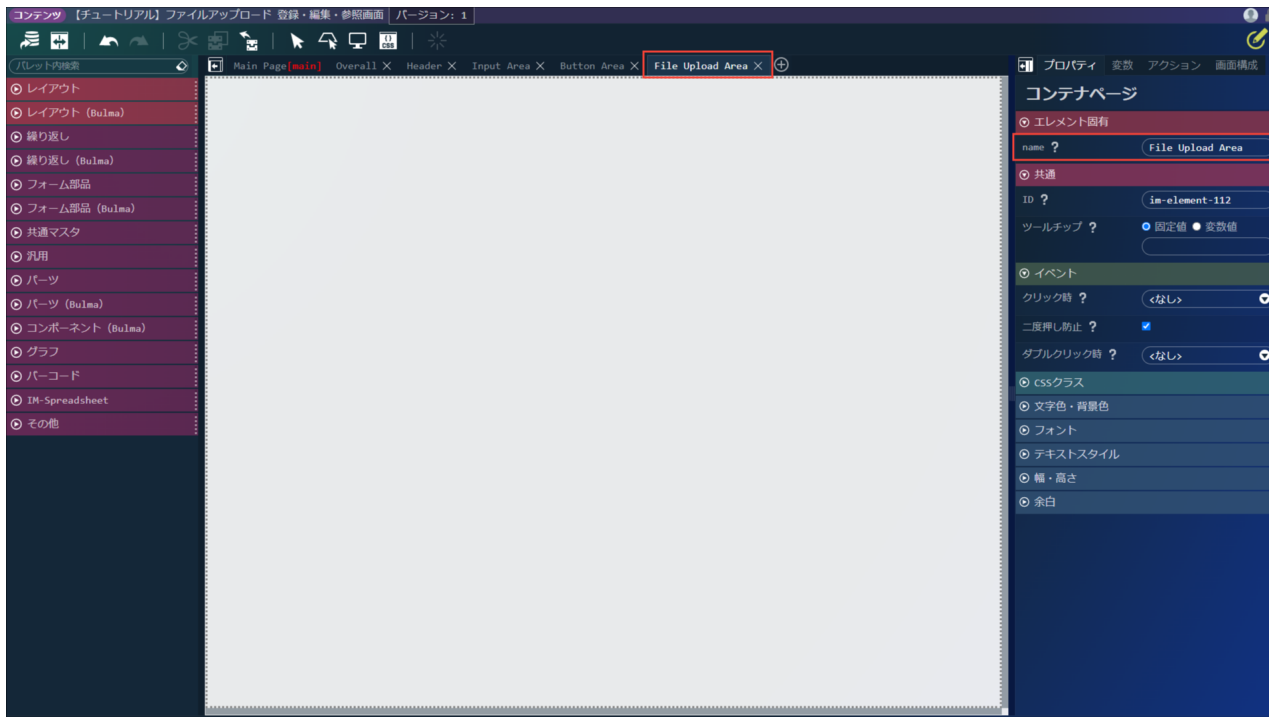 コンテンツ 【チュートリアル】ファイルアップロード 登録・編集・参照画面 バージョン: 1
{} CSS
パレット内検索
Main Page[main] Overall Header Input Area Button Area File Upload Area
プロパティ 変数 アクション 画面構成
レイアウト
レイアウト (Bulma)
繰り返し
繰り返し (Bulma)
フォーム部品
フォーム部品 (Bulma)
共通マスタ
汎用
パーツ
パーツ (Bulma)
コンポーネント (Bulma)
グラフ
バーコード
IM-Spreadsheet
その他
コンテナページ
エレメント固有
name ? File Upload Area
共通
ID ? im-element-112
ツールチップ ? 固定値 変数値
イベント
クリック時 ? <なし>
二度押し防止 ?
ダブルクリック時 ? <なし>
CSSクラス
文字色・背景色
フォント
テキストスタイル
幅・高さ
余白